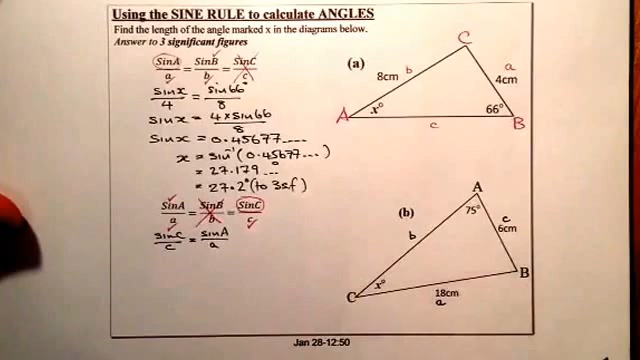 Using the SINE RULE to calculate ANGLES
Find the length of the angle marked x in the diagrams below.
Answer to 3 significant figures
SinA/a = SinB/b = SinC/c
sinx/4 = sin66°/8
sinx = 4×sin66/8
sinx = 0.45677....
x = sin⁻¹(0.45677...)
= 27.179°...
= 27.2° (to 3sf)
SinA/a = SinB/b = SinC/c
sinC/c = sinA/a
(a)
C
8cm b
a
4cm
A x° 66° B
c
(b)
A
75°
c
6cm
b
B
C x°
18cm
a
Jan 28-12:50